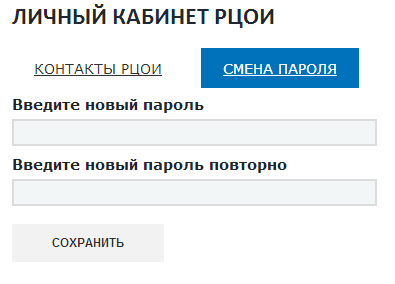 ЛИЧНЫЙ КАБИНЕТ РЦОИ
КОНТАКТЫ РЦОИ СМЕНА ПАРОЛЯ
Введите новый пароль
Введите новый пароль повторно
СОХРАНИТЬ